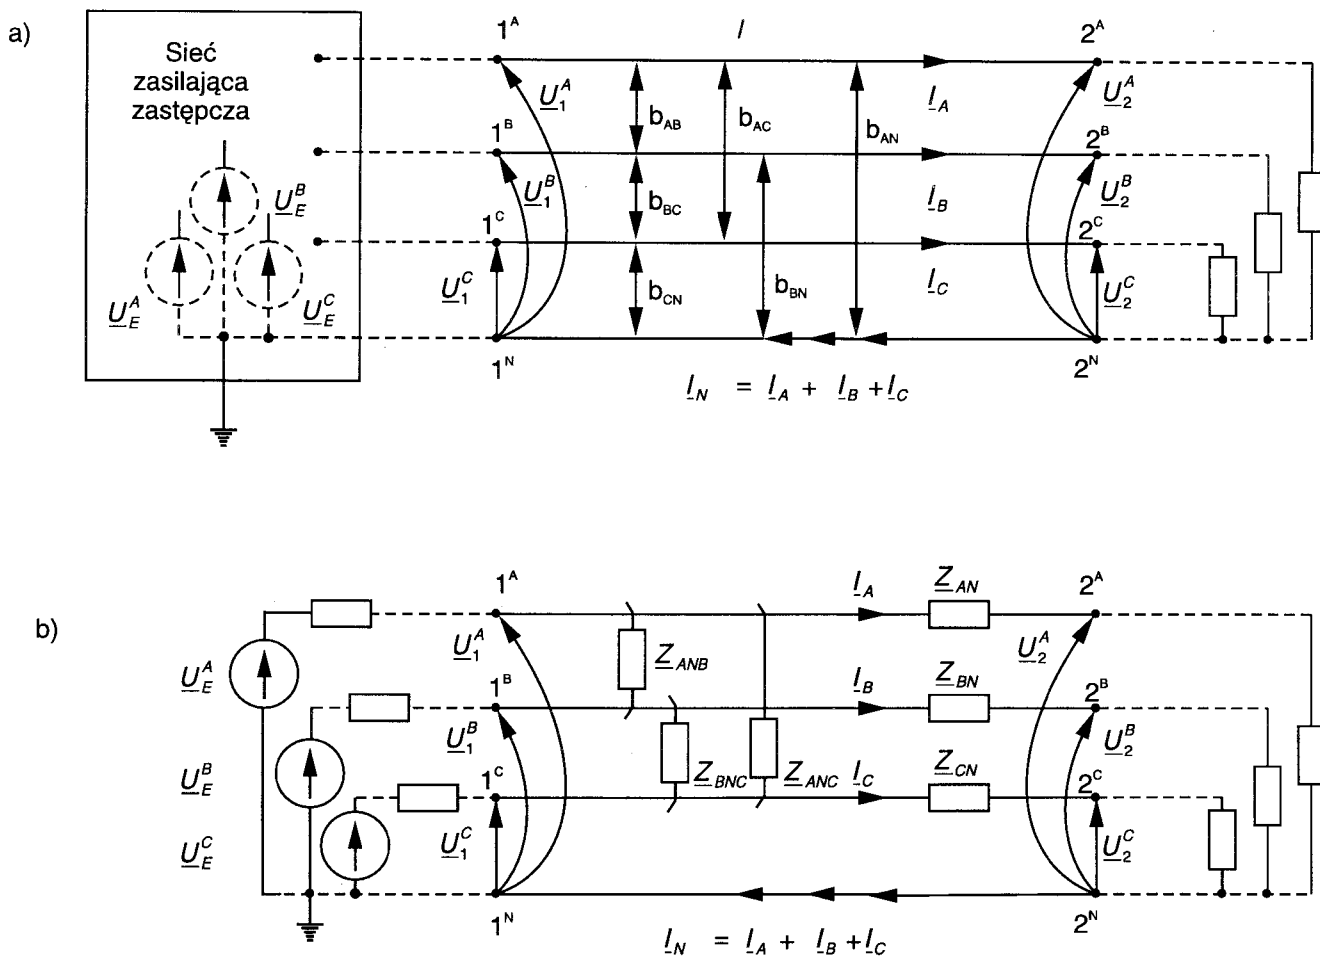 a)
Sieć
zasilająca
zastępcza
U_E^A
U_E^B
U_E^C
1^A
l
2^A
U_1^A
b_AB
b_AC
b_AN
I_A
U_2^A
1^B
2^B
U_1^B
b_BC
I_B
U_2^B
1^C
2^C
U_1^C
b_CN
b_BN
I_C
U_2^C
1^N
2^N
I_N = I_A + I_B + I_C
b)
1^A
I_A
Z_AN
2^A
U_E^A
U_1^A
Z_ANB
U_2^A
1^B
I_B
Z_BN
2^B
U_E^B
U_1^B
Z_BNC
Z_ANC
U_2^B
1^C
I_C
Z_CN
2^C
U_E^C
U_1^C
U_2^C
1^N
2^N
I_N = I_A + I_B + I_C